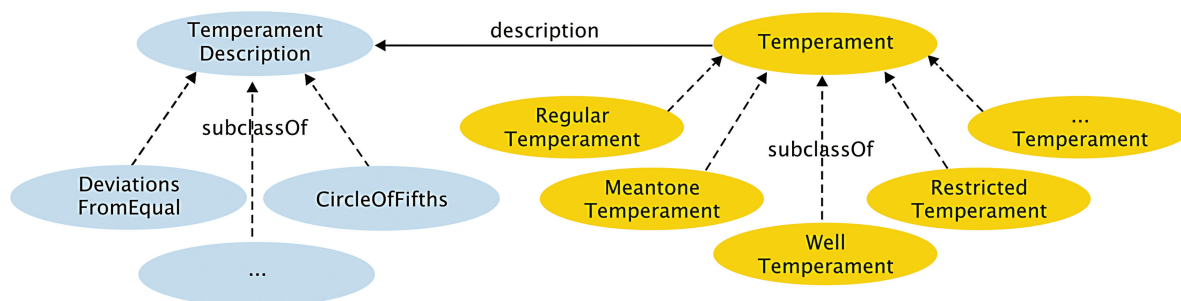 Temperament
Description
description
Temperament
Regular
Temperament
...
Temperament
subclassOf
subclassOf
Deviations
FromEqual
CircleOfFifths
Meantone
Temperament
Restricted
Temperament
Well
Temperament
...